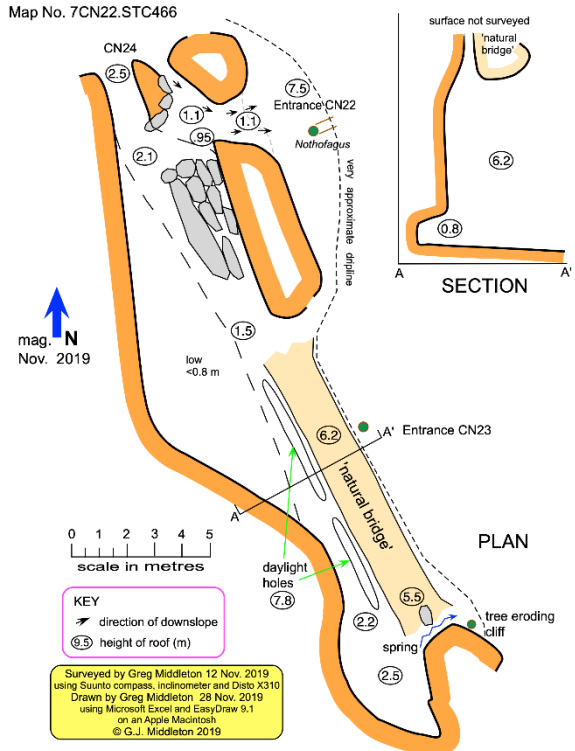 Map No. 7CN22.STC466
surface not surveyed
'natural
bridge'
CN24
2.5
7.5
Entrance CN22
1.1
1.1
.95
Nothofagus
2.1
very approximate dripline
6.2
0.8
A
A'
SECTION
mag. N
Nov. 2019
1.5
low
<0.8 m
6.2
A'
Entrance CN23
A
'natural bridge'
PLAN
0 1 2 3 4 5
scale in metres
daylight
holes
7.8
5.5
2.2
tree eroding
cliff
spring
2.5
KEY
direction of downslope
9.5 height of roof (m)
Surveyed by Greg Middleton 12 Nov. 2019
using Suunto compass, inclinometer and Disto X310
Drawn by Greg Middleton 28 Nov. 2019
using Microsoft Excel and EasyDraw 9.1
on an Apple Macintosh
© G.J. Middleton 2019